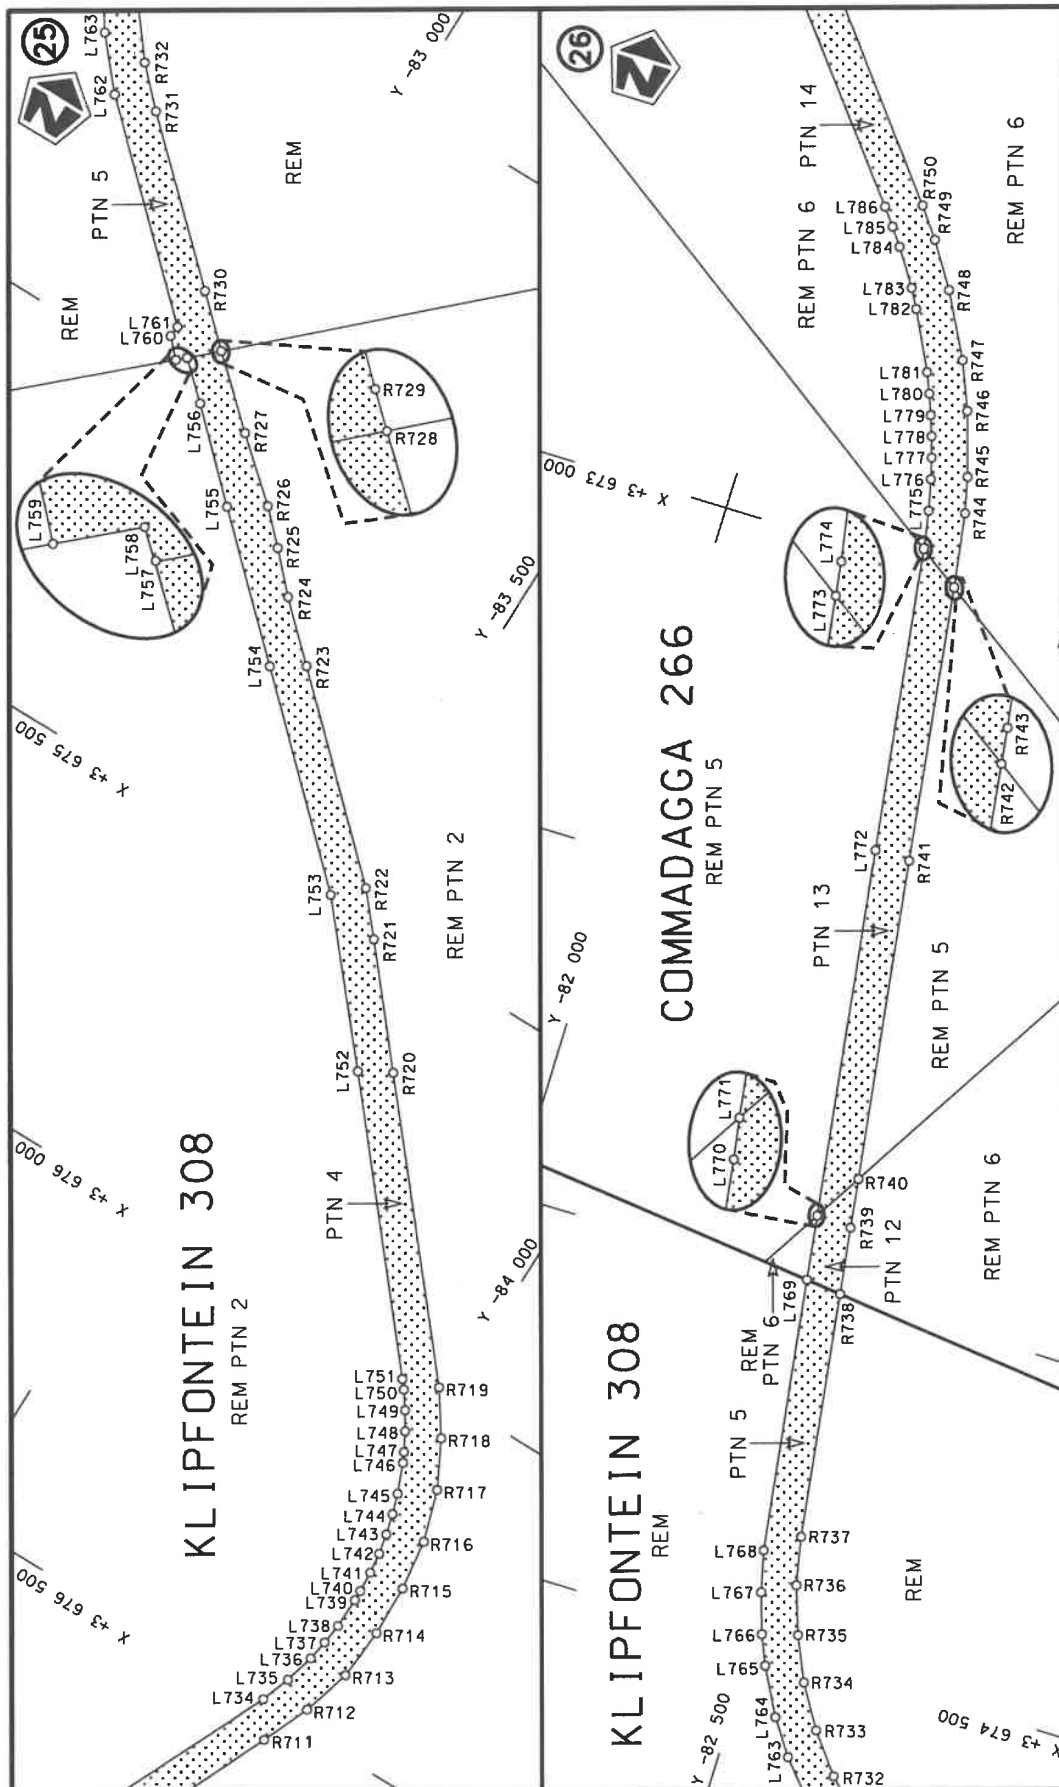 25
L763
R732
L762
R731
Y -83 000
PTN 5
REM
REM
R730
L761
L760
R729
R728
L756
R727
L759
L758
L757
L755
R726
R725
R724
Y -83 500
L754
R723
X +3 675 500
L753
R722
R721
REM PTN 2
L752
R720
KLIPFONTEIN 308
REM PTN 2
X +3 676 000
PTN 4
Y -84 000
L751
L750
L749
L748
L747
L746
R719
R718
R717
L745
L744
L743
L742
L741
L740
L739
R716
R715
R714
X +3 676 500
L738
L737
L736
L735
L734
R713
R712
R711
26
PTN 14
REM PTN 6
REM PTN 6
L786
L785
L784
R750
R749
L783
L782
R748
L781
L780
L779
L778
L777
L776
L775
R747
R746
R745
R744
X +3 673 000
L774
L773
R743
R742
COMMADAGGA 266
REM PTN 5
L772
R741
PTN 13
REM PTN 5
Y -82 000
L771
L770
R740
R739
PTN 12
REM PTN 6
L769
R738
REM
PTN 6
KLIPFONTEIN 308
REM
PTN 5
R737
L768
L767
R736
REM
L766
R735
L765
R734
L764
R733
L763
R732
Y -82 500
X +3 674 500